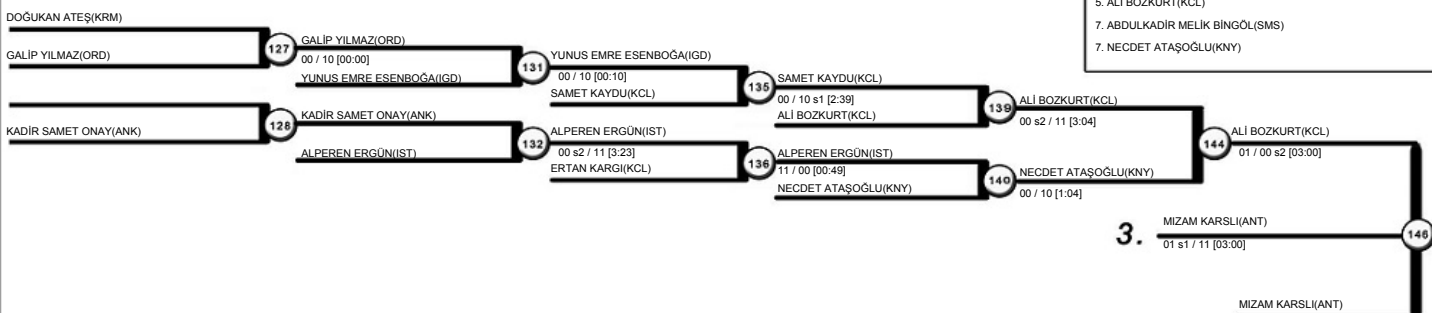 5. ALİ BOZKURT(KCL)
7. ABDULKADİR MELİK BİNGÖL(SMS)
7. NECDET ATAŞOĞLU(KNY)
DOĞUKAN ATEŞ(KRM)
GALİP YILMAZ(ORD)
127
GALİP YILMAZ(ORD)
00 / 10 [00:00]
YUNUS EMRE ESENBOĞA(IGD)
131
YUNUS EMRE ESENBOĞA(IGD)
00 / 10 [00:10]
SAMET KAYDU(KCL)
135
SAMET KAYDU(KCL)
00 / 10 s1 [2:39]
ALİ BOZKURT(KCL)
139
ALİ BOZKURT(KCL)
00 s2 / 11 [3:04]
KADİR SAMET ONAY(ANK)
128
KADİR SAMET ONAY(ANK)
ALPEREN ERGÜN(IST)
132
ALPEREN ERGÜN(IST)
00 s2 / 11 [3:23]
ERTAN KARGI(KCL)
136
ALPEREN ERGÜN(IST)
11 / 00 [00:49]
NECDET ATAŞOĞLU(KNY)
140
NECDET ATAŞOĞLU(KNY)
00 / 10 [1:04]
144
ALİ BOZKURT(KCL)
01 / 00 s2 [03:00]
3.
MIZAM KARSLI(ANT)
01 s1 / 11 [03:00]
146
MIZAM KARSLI(ANT)